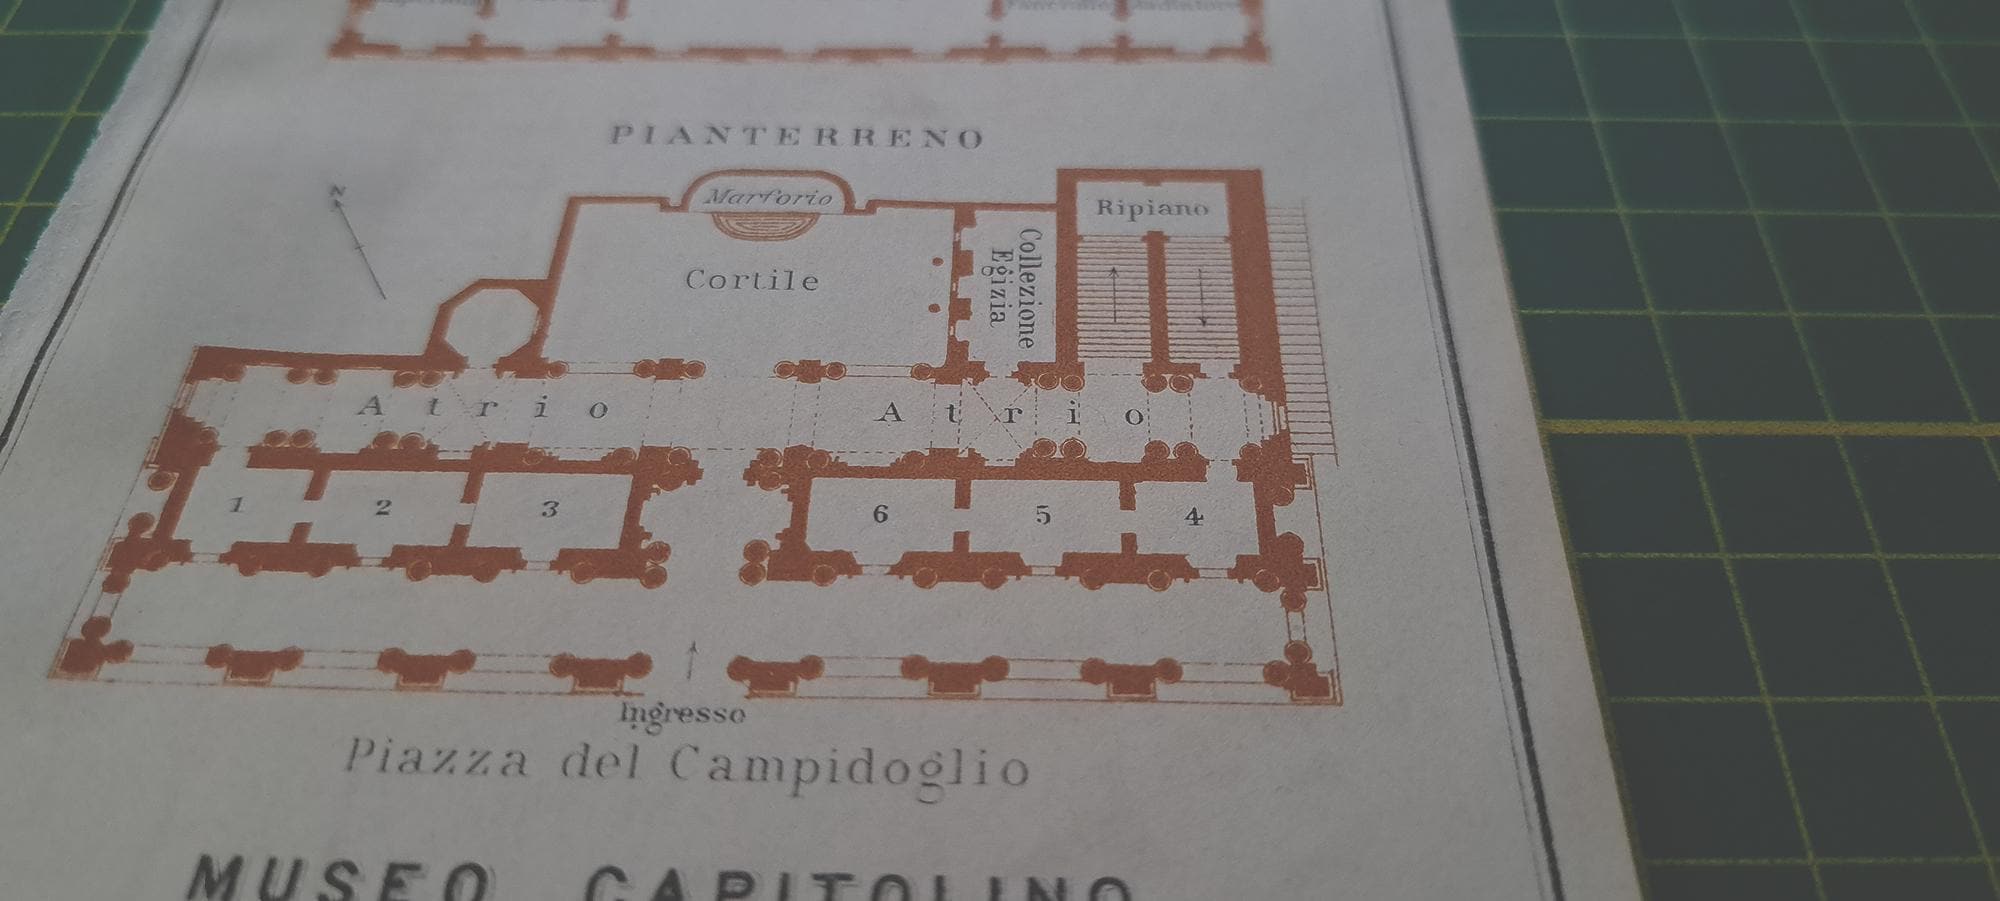 PIANTERRENO
N
Marforio
Ripiano
Cortile
Collezione
Egizia
Atrio
Atrio
1
2
3
6
5
4
Ingresso
Piazza del Campidoglio
MUSEO CAPITOLINO